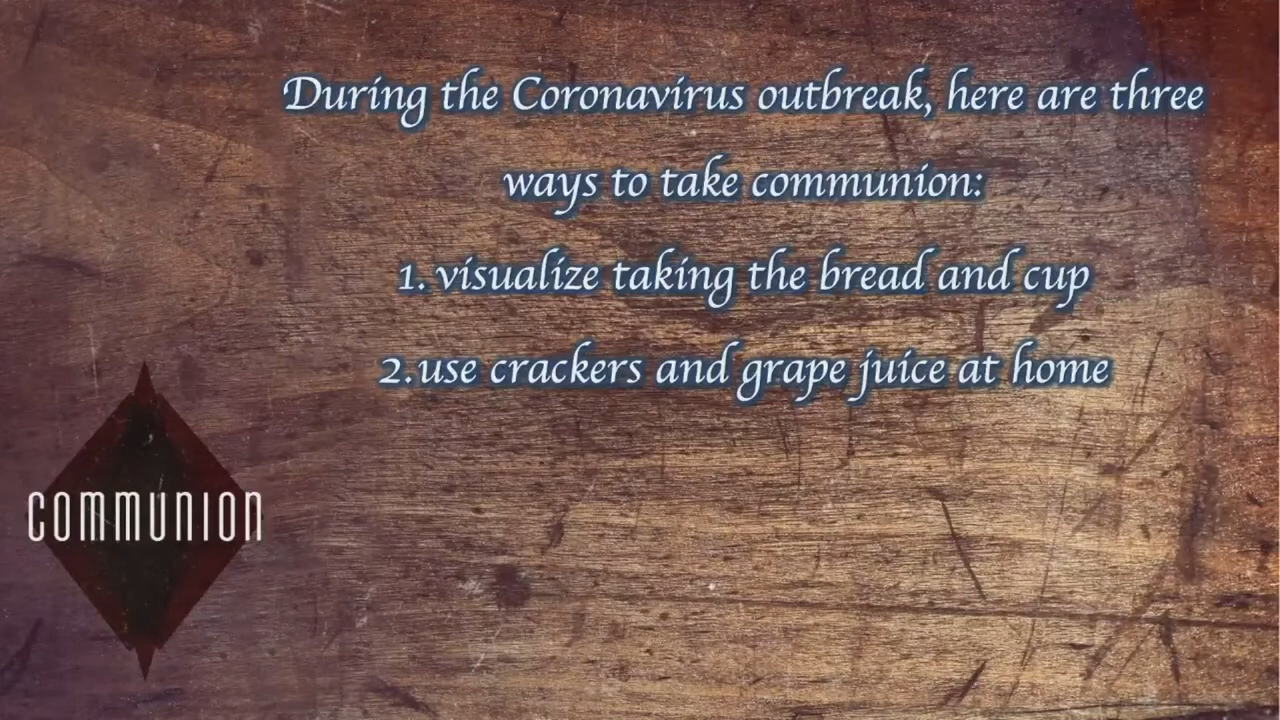 During the Coronavirus outbreak, here are three
ways to take communion:
1. visualize taking the bread and cup
2. use crackers and grape juice at home
COMMUNION